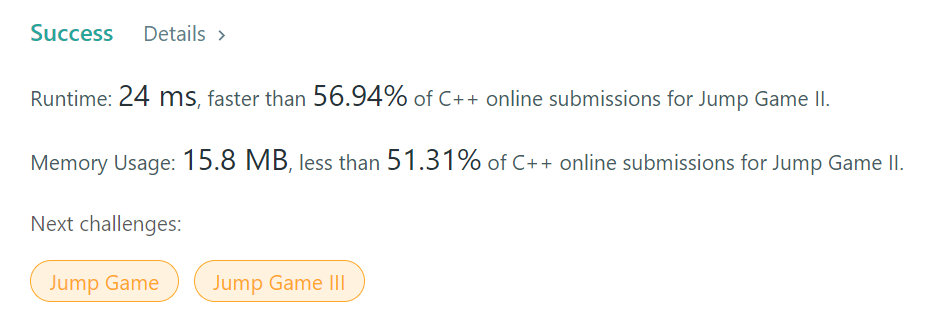 Success Details >
Runtime: 24 ms, faster than 56.94% of C++ online submissions for Jump Game II.
Memory Usage: 15.8 MB, less than 51.31% of C++ online submissions for Jump Game II.
Next challenges:
Jump Game Jump Game III